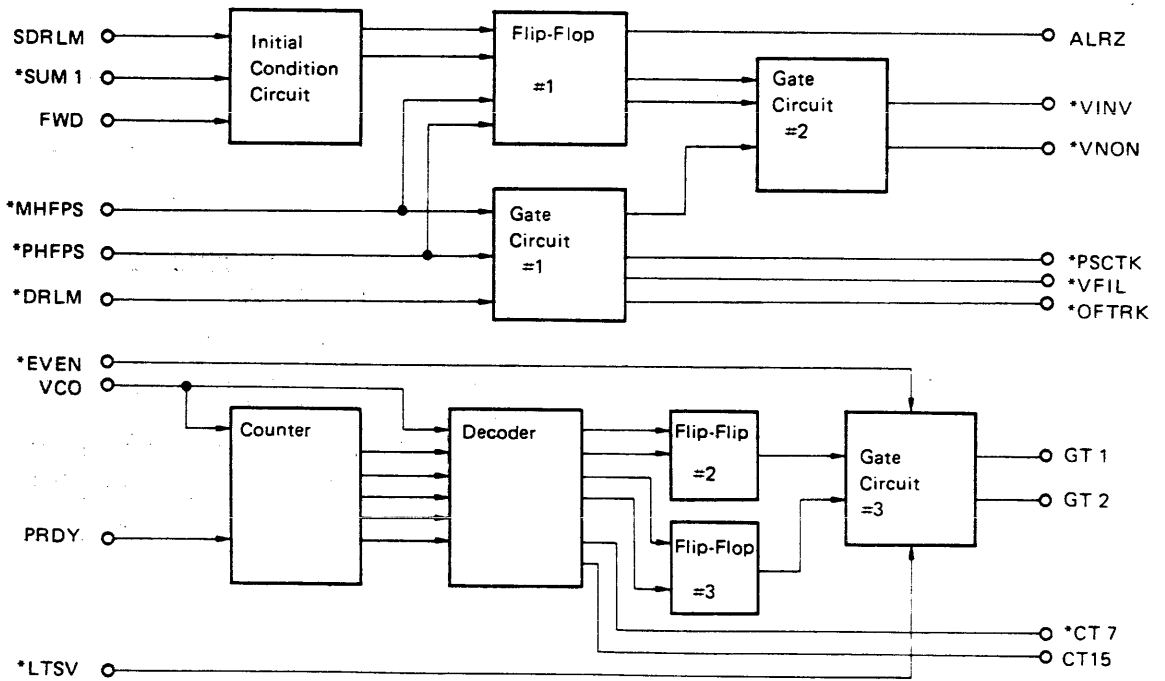 SDRLM
*SUM 1
FWD
Initial
Condition
Circuit
Flip-Flop
#1
ALRZ
Gate
Circuit
#2
*VINV
*VNON
*MHFPS
*PHFPS
*DRLM
Gate
Circuit
#1
*PSCTK
*VFIL
*OFTRK
*EVEN
VCO
PRDY
*LTSV
Counter
Decoder
Flip-Flip
#2
Flip-Flop
#3
Gate
Circuit
#3
GT 1
GT 2
*CT 7
CT15